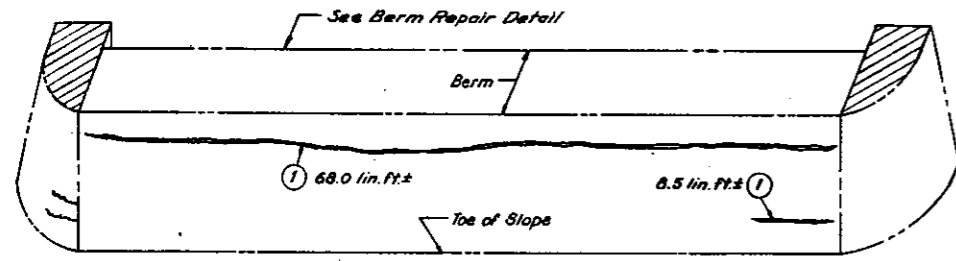 See Berm Repair Detail
Berm
① 68.0 lin.ft.±
8.5 lin.ft.± ①
Toe of Slope